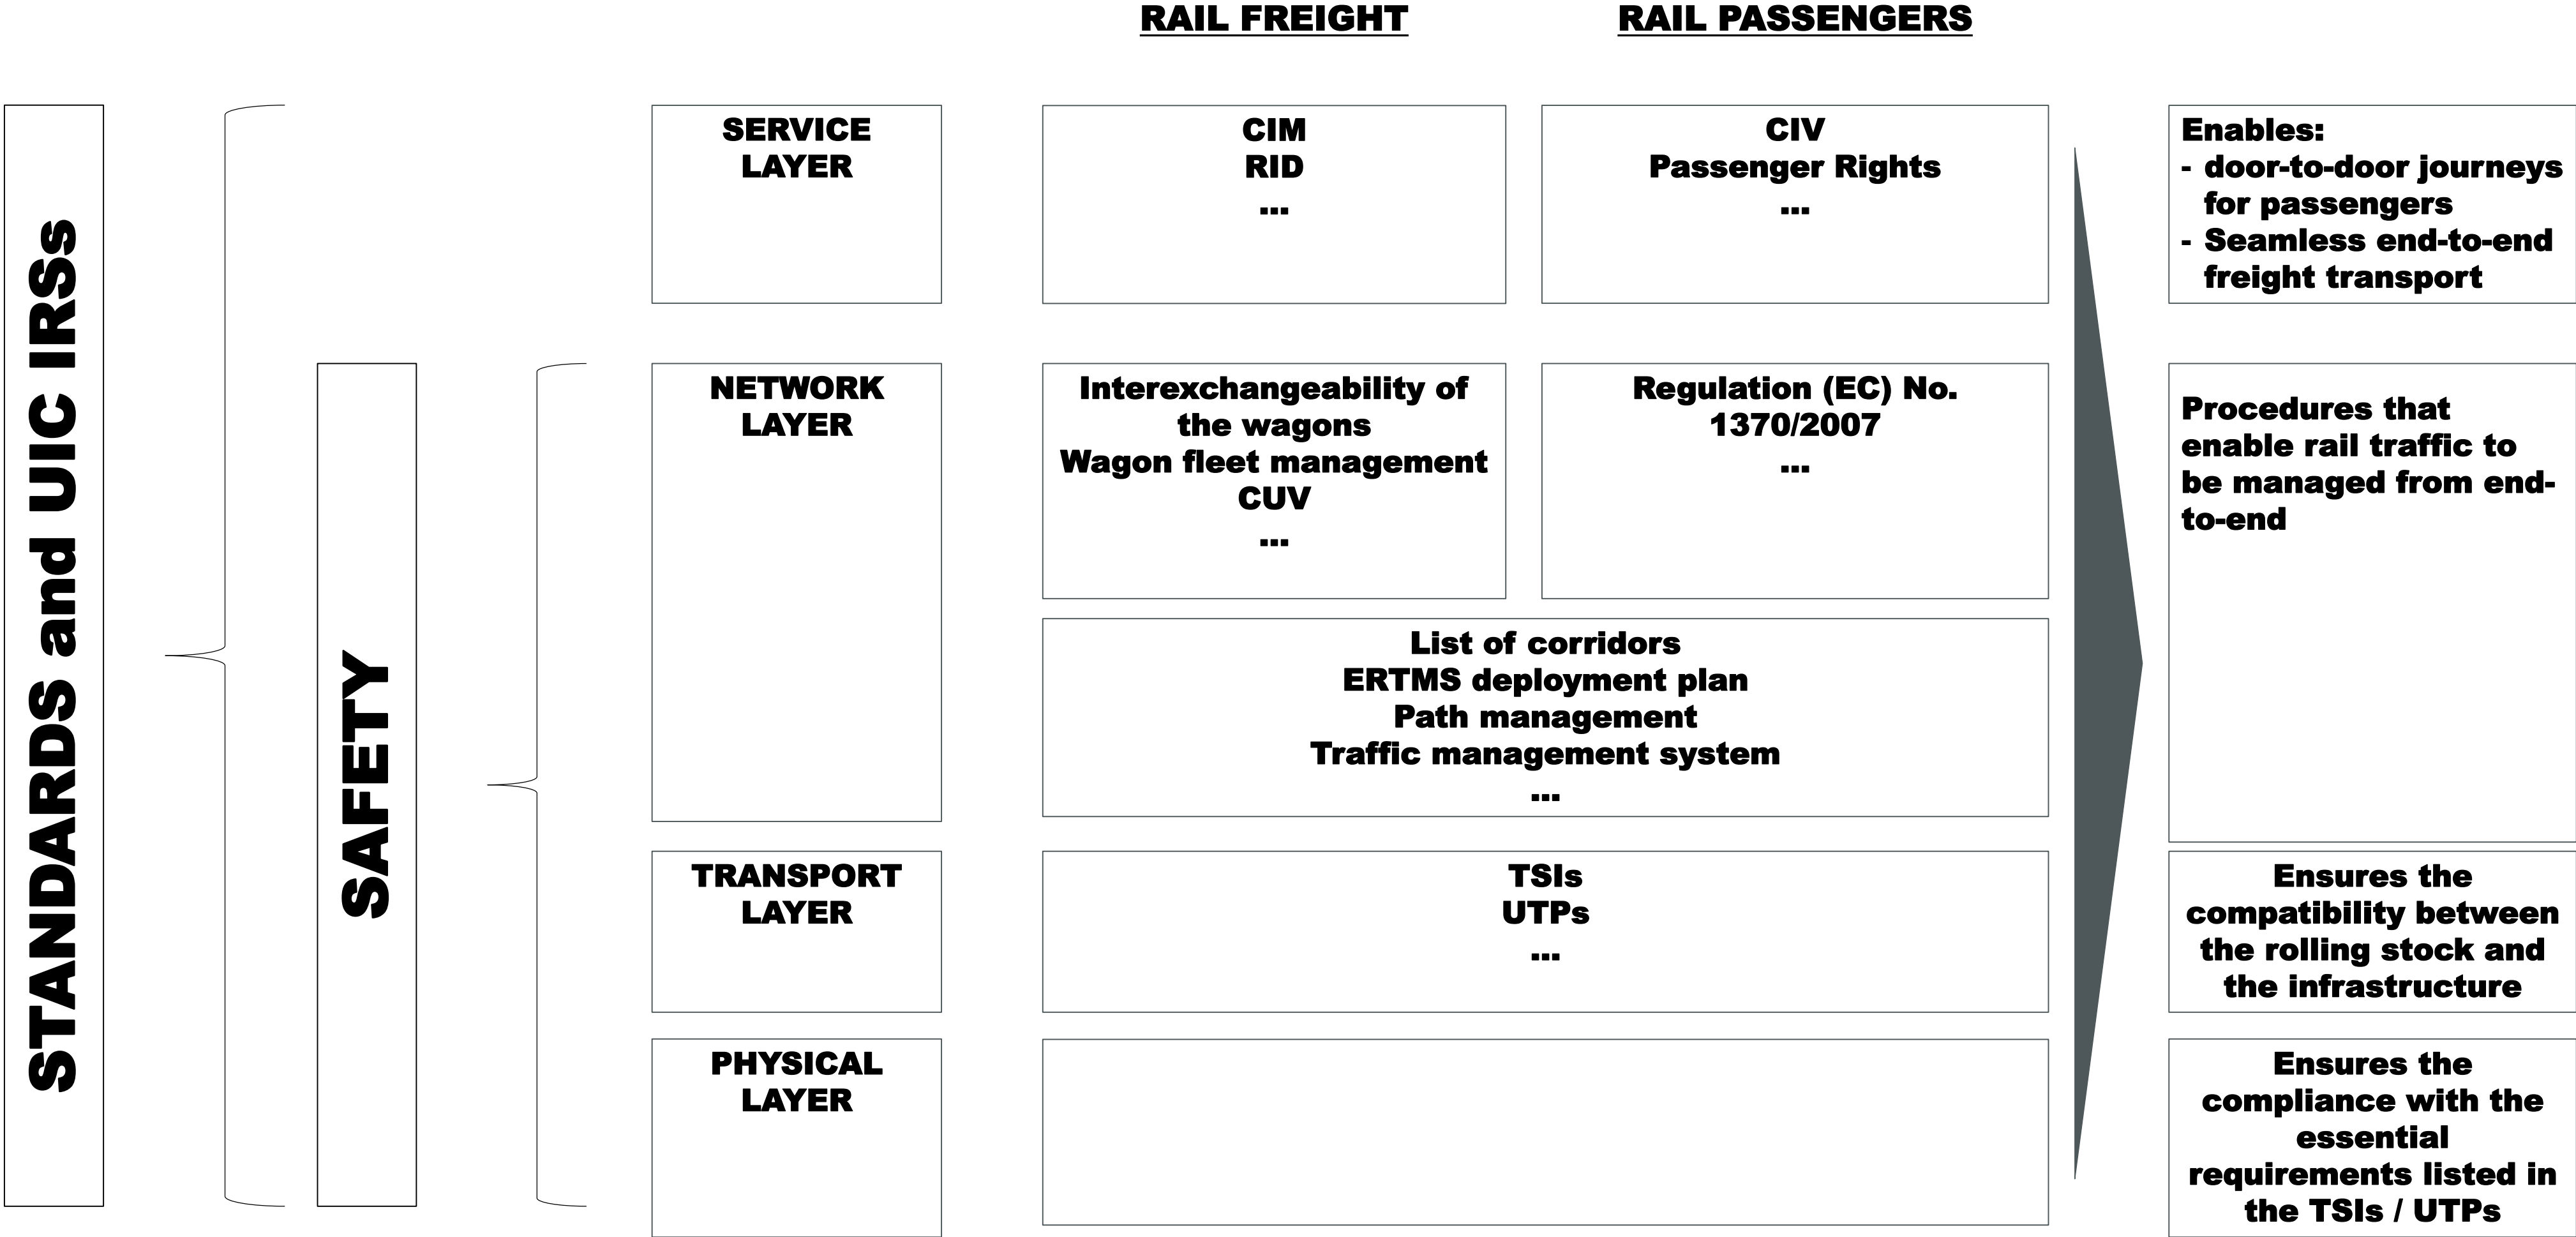 RAIL FREIGHT
RAIL PASSENGERS
STANDARDS and UIC IRSs
SAFETY
SERVICE
LAYER
CIM
RID
...
CIV
Passenger Rights
...
Enables:
- door-to-door journeys
for passengers
- Seamless end-to-end
freight transport
NETWORK
LAYER
Interexchangeability of
the wagons
Wagon fleet management
CUV
...
Regulation (EC) No.
1370/2007
...
Procedures that
enable rail traffic to
be managed from end-
to-end
List of corridors
ERTMS deployment plan
Path management
Traffic management system
...
TRANSPORT
LAYER
TSIs
UTPs
...
Ensures the
compatibility between
the rolling stock and
the infrastructure
PHYSICAL
LAYER
Ensures the
compliance with the
essential
requirements listed in
the TSIs / UTPs